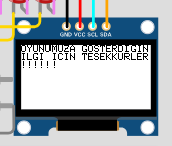 GND VCC SCL SDA
OYUNUMUZA GOSTERDIGIN
ILGI ICIN TESEKKURLER
!!!!!!